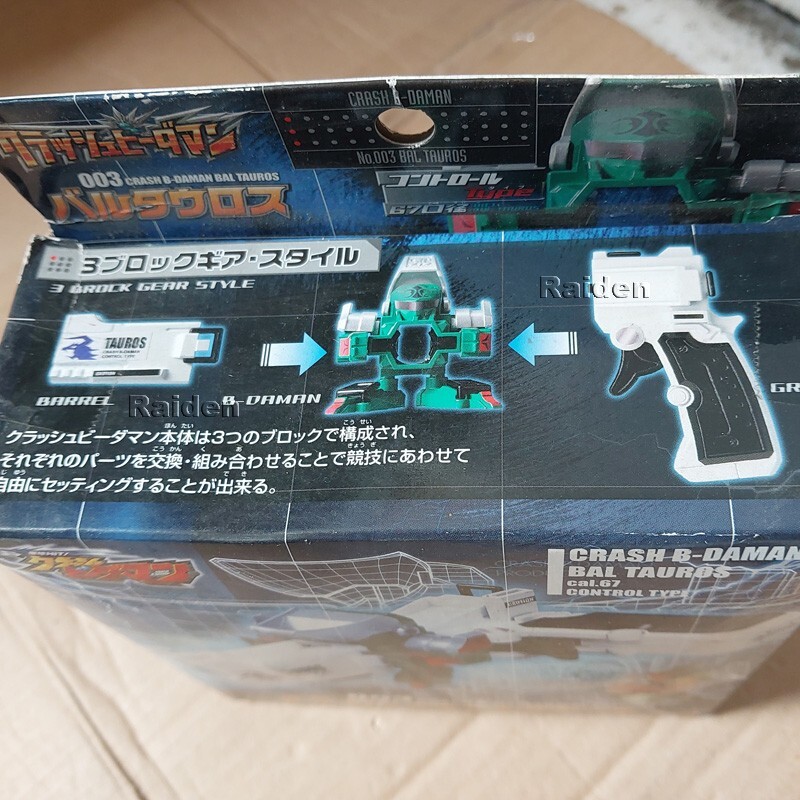 CRASH B-DAMAN
No.003 BAL TAUROS
クラッシュビーダマン
003 CRASH B-DAMAN BAL TAUROS
バルタウロス
コントロール
Type
67口径
3ブロックギア・スタイル
3 BROCK GEAR STYLE
Raiden
TAUROS
CRASH B-DAMAN
CONTROL TYPE
BARREL
B-DAMAN
GR
Raiden
クラッシュビーダマン本体は3つのブロックで構成され、
それぞれのパーツを交換・組み合わせることで競技にあわせて
自由にセッティングすることが出来る。
CRASH B-DAMAN
BAL TAUROS
cal.67
CONTROL TYPE